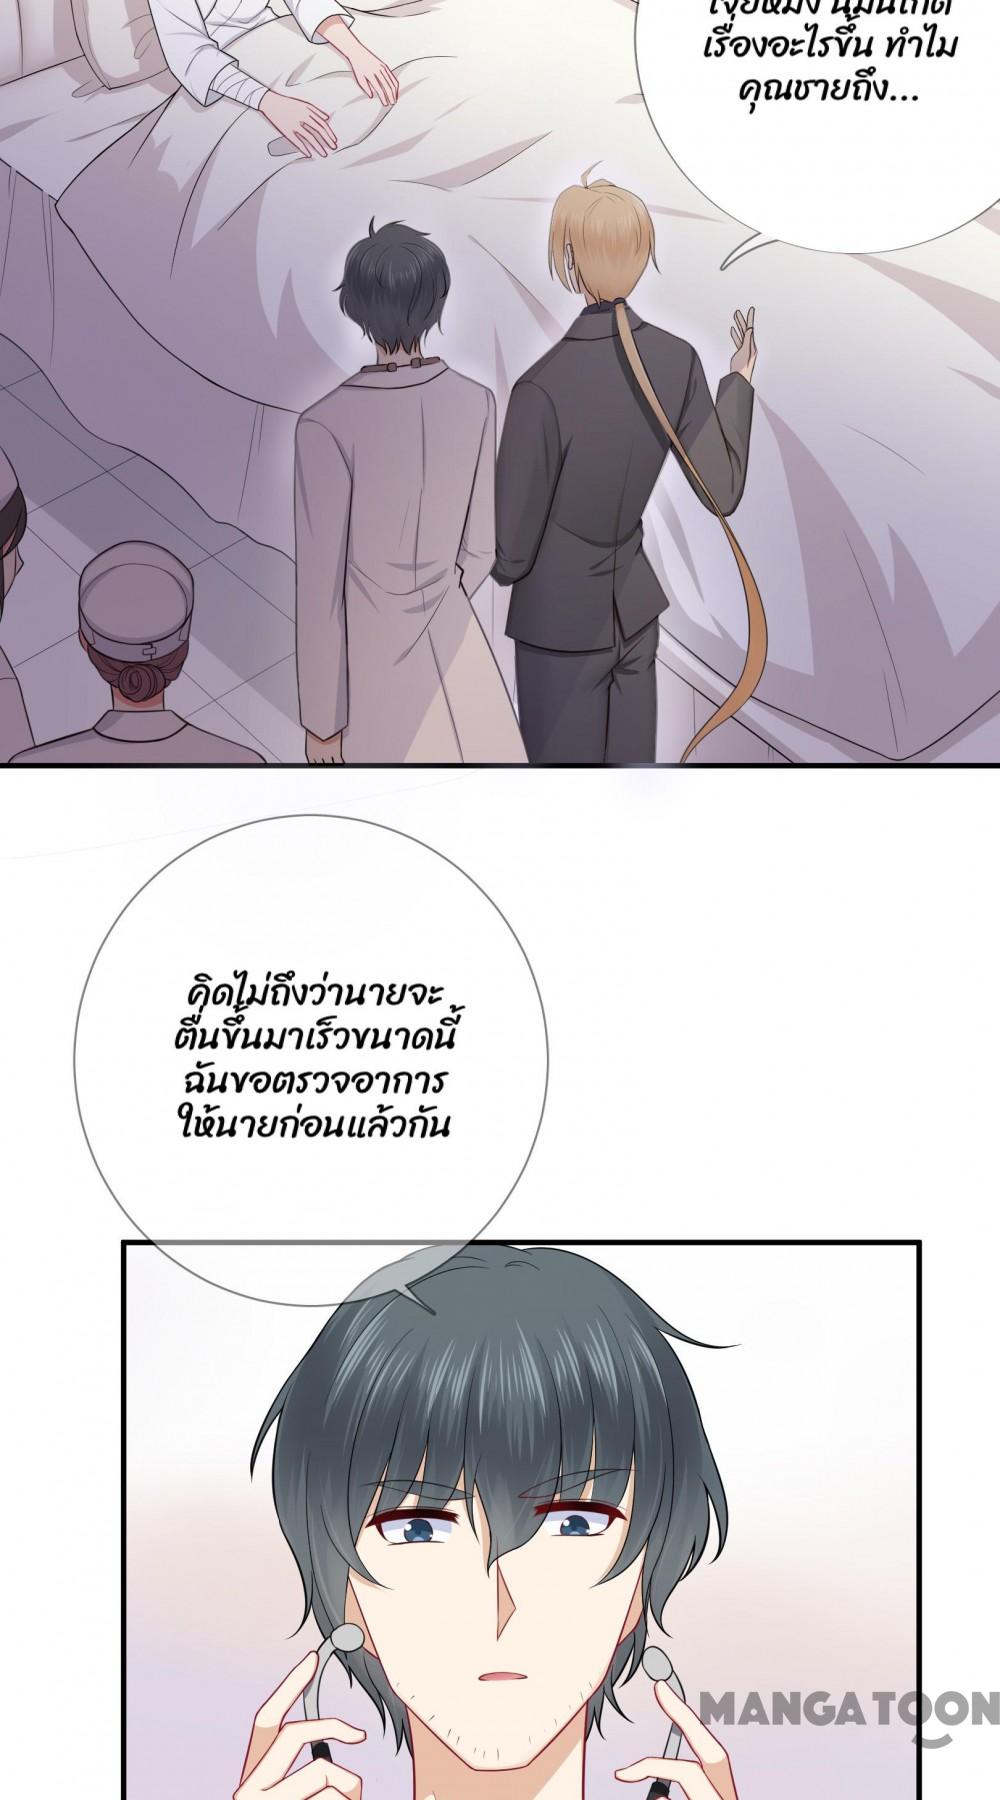 เรื่องอะไรขึ้น ทำไม
คุณชายถึง...
คิดไม่ถึงว่านายจะ
ตื่นขึ้นมาเร็วขนาดนี้
ฉันขอตรวจอาการ
ให้นายก่อนแล้วกัน
MANGATOON